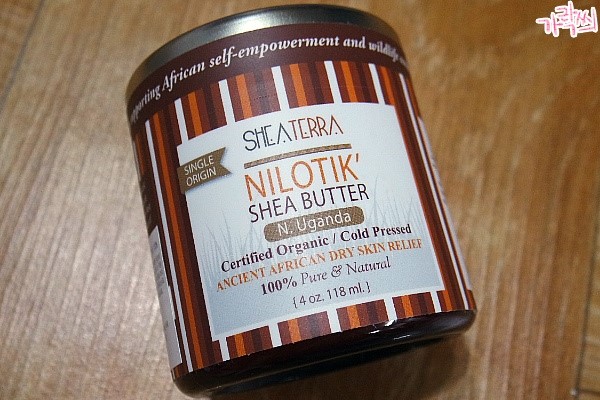 가락씨
pporting African self-empowerment and wildlife
SHEATERRA
SINGLE
ORIGIN
NILOTIK'
SHEA BUTTER
N. Uganda
Certified Organic / Cold Pressed
ANCIENT AFRICAN DRY SKIN RELIEF
100% Pure & Natural
[ 4 oz. 118 ml. ]